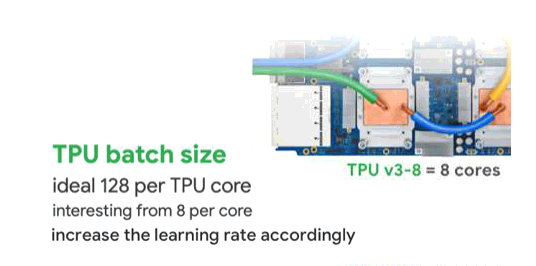 TPU batch size
ideal 128 per TPU core
interesting from 8 per core
increase the learning rate accordingly
TPU v3-8 = 8 cores